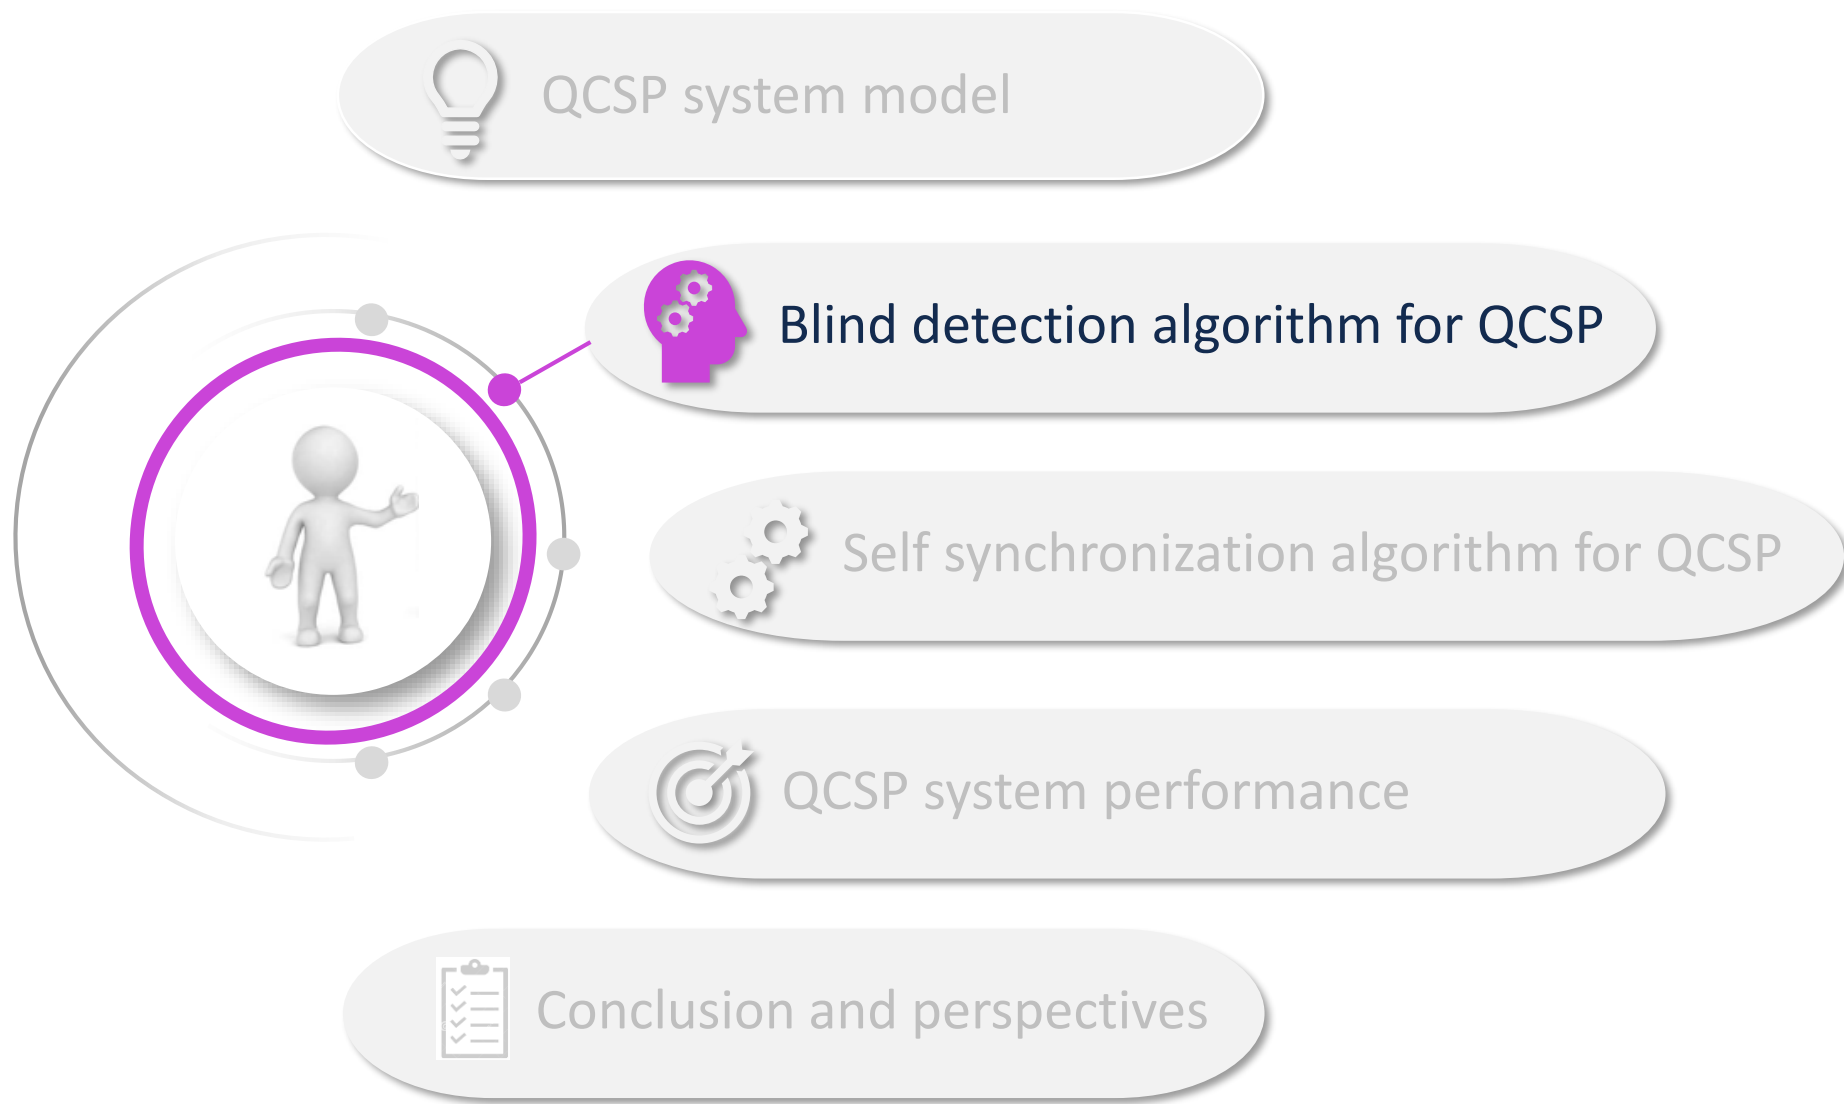 QCSP system model
Blind detection algorithm for QCSP
Self synchronization algorithm for QCSP
QCSP system performance
Conclusion and perspectives